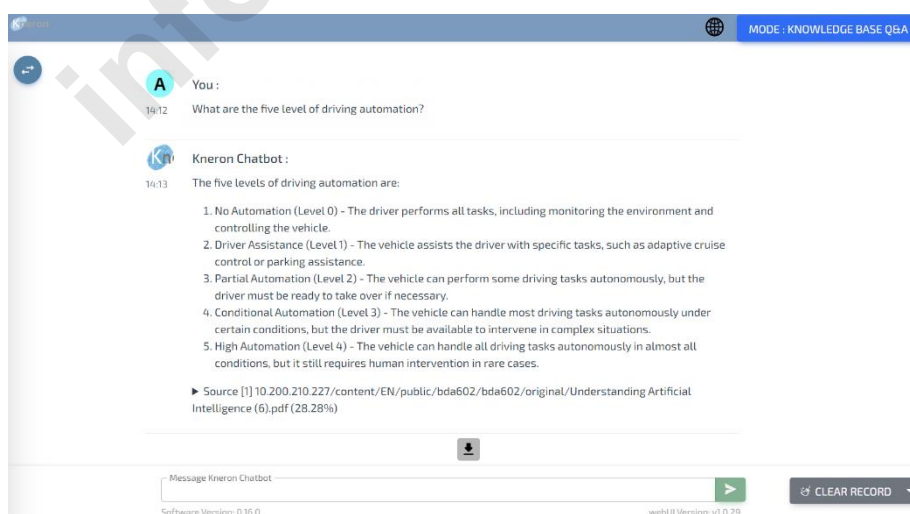 Kneron
MODE : KNOWLEDGE BASE Q&A
A
You :
14:12
What are the five level of driving automation?
Kn
Kneron Chatbot :
14:13
The five levels of driving automation are:
1. No Automation (Level 0) - The driver performs all tasks, including monitoring the environment and
controlling the vehicle.
2. Driver Assistance (Level 1) - The vehicle assists the driver with specific tasks, such as adaptive cruise
control or parking assistance.
3. Partial Automation (Level 2) - The vehicle can perform some driving tasks autonomously, but the
driver must be ready to take over if necessary.
4. Conditional Automation (Level 3) - The vehicle can handle most driving tasks autonomously under
certain conditions, but the driver must be available to intervene in complex situations.
5. High Automation (Level 4) - The vehicle can handle all driving tasks autonomously in almost all
conditions, but it still requires human intervention in rare cases.
▶ Source [1] 10.200.210.227/content/EN/public/bda602/bda602/original/Understanding Artificial
Intelligence (6).pdf (28.28%)
Message Kneron Chatbot
CLEAR RECORD
Software Version: 0.16.0
webUI Version: v1.0.29